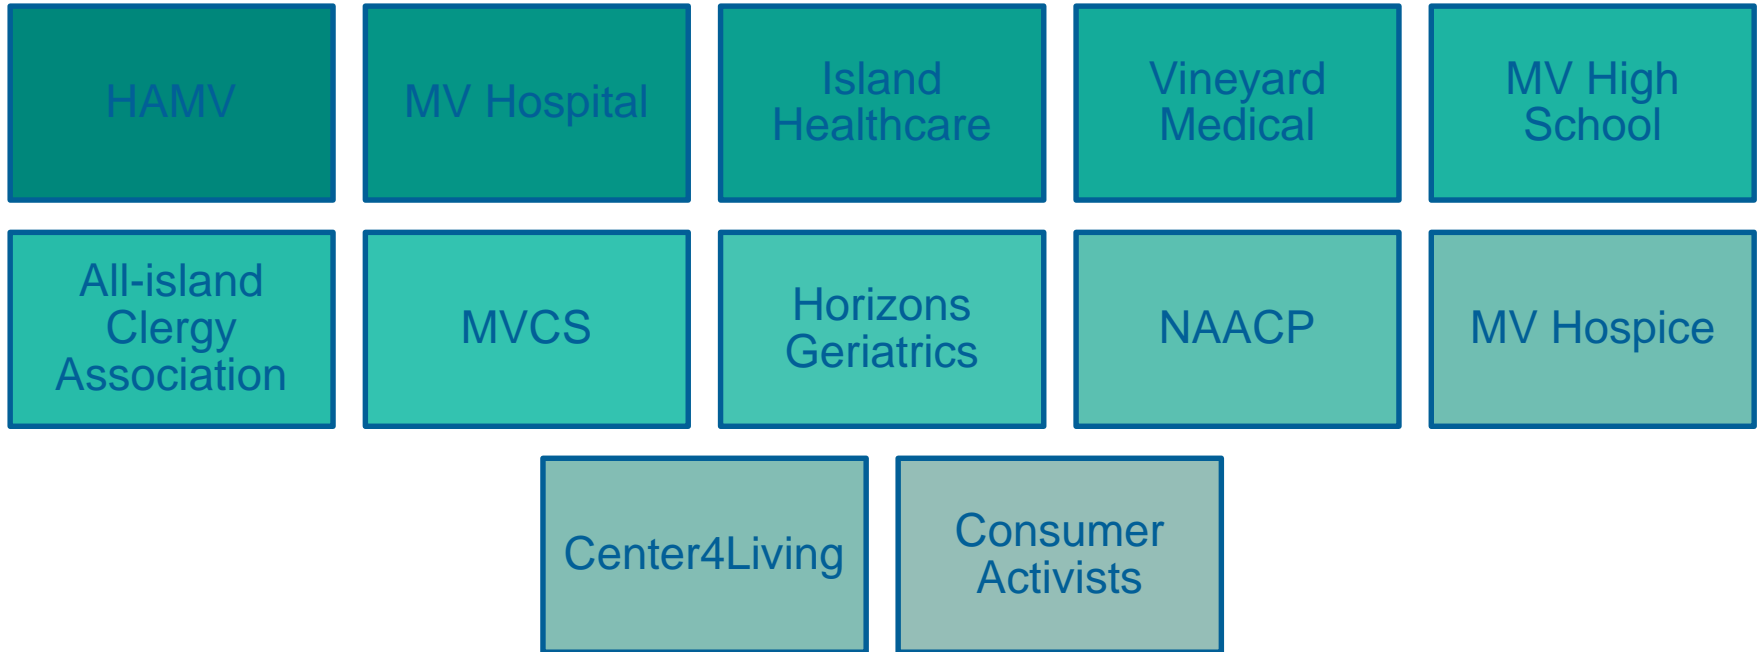 HAMV
MV Hospital
Island
Healthcare
Vineyard
Medical
MV High
School
All-island
Clergy
Association
MVCS
Horizons
Geriatrics
NAACP
MV Hospice
Center4Living
Consumer
Activists